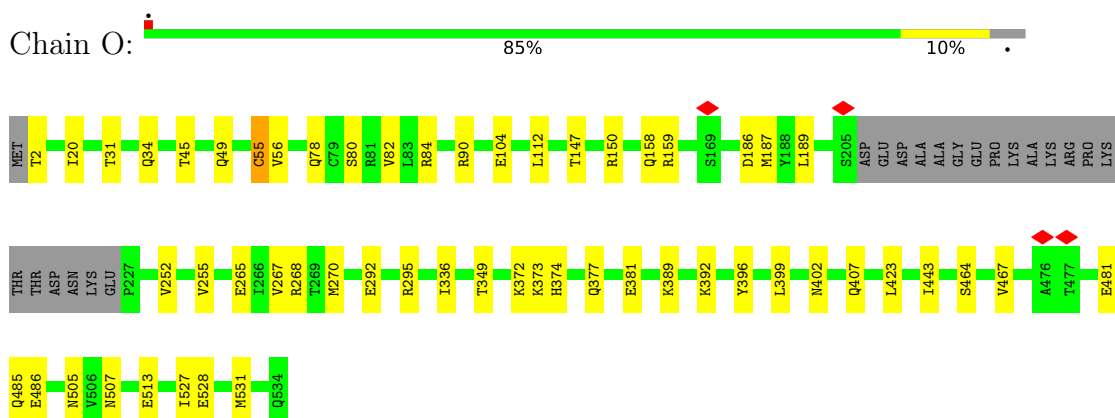 Chain O:
•
85% 10% •
MET T2 I20 T31 Q34 T45 Q49 C55 V56 Q78 C79 S80 R81 V82 L83 R84 R90 E104 L112 T147 R150 Q158 R159 S169 D186 M187 Y188 L189 S205 ASP GLU ASP ALA ALA GLY GLU PRO LYS ALA LYS ARG PRO LYS
THR THR ASP ASN LYS GLU P227 V252 V255 E265 I266 V267 R268 T269 M270 E292 R295 I336 T349 K372 K373 H374 Q377 E381 K389 K392 Y396 L399 N402 Q407 L423 I443 S464 V467 A476 T477 E481
Q485 E486 N505 V506 N507 E513 I527 E528 M531 Q534